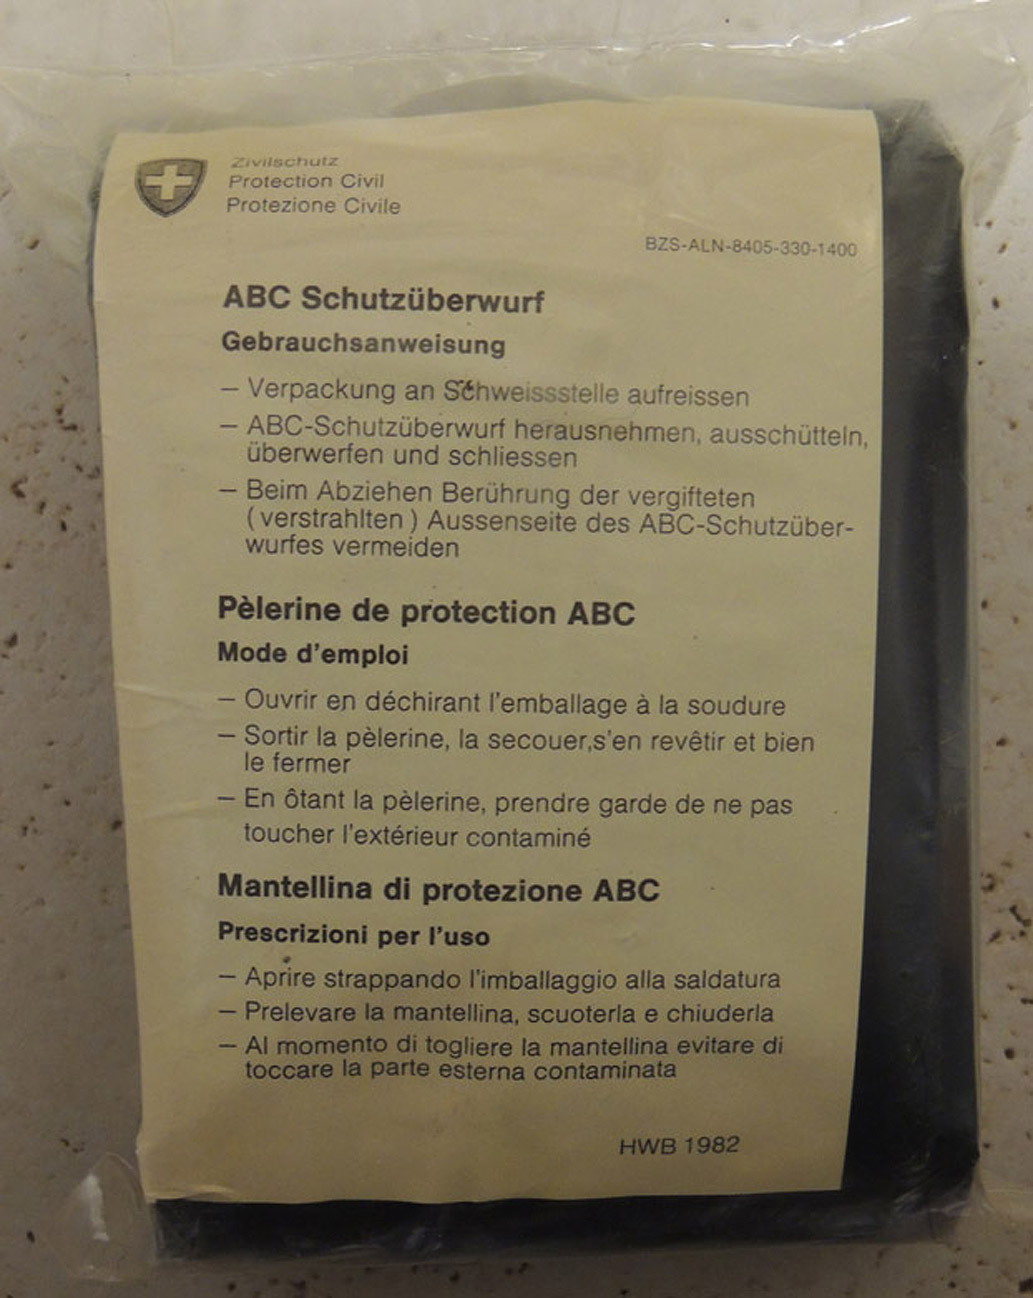 Zivilschutz
Protection Civil
Protezione Civile
BZS-ALN-8405-330-1400
ABC Schutzüberwurf
Gebrauchsanweisung
– Verpackung an Schweissstelle aufreissen
– ABC-Schutzüberwurf herausnehmen, ausschütteln,
überwerfen und schliessen
– Beim Abziehen Berührung der vergifteten
( verstrahlten ) Aussenseite des ABC-Schutzüber-
wurfes vermeiden
Pèlerine de protection ABC
Mode d'emploi
– Ouvrir en déchirant l'emballage à la soudure
– Sortir la pèlerine, la secouer,s'en revêtir et bien
le fermer
– En ôtant la pèlerine, prendre garde de ne pas
toucher l'extérieur contaminé
Mantellina di protezione ABC
Prescrizioni per l'uso
– Aprire strappando l'imballaggio alla saldatura
– Prelevare la mantellina, scuoterla e chiuderla
– Al momento di togliere la mantellina evitare di
toccare la parte esterna contaminata
HWB 1982